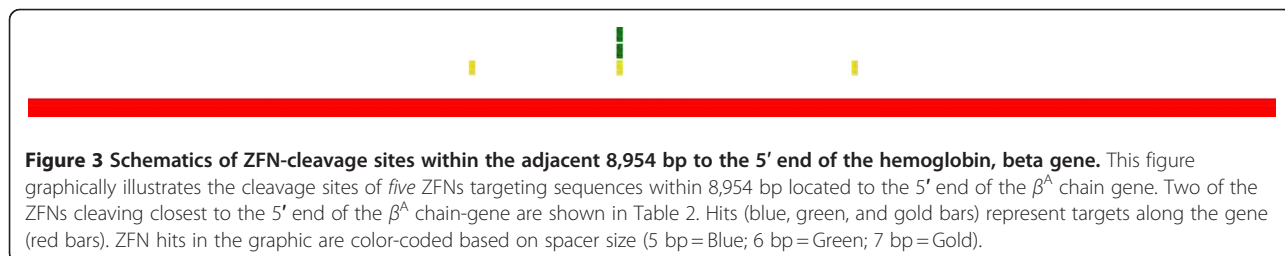 Figure 3 Schematics of ZFN-cleavage sites within the adjacent 8,954 bp to the 5′ end of the hemoglobin, beta gene. This figure
graphically illustrates the cleavage sites of five ZFNs targeting sequences within 8,954 bp located to the 5′ end of the βᴬ chain gene. Two of the
ZFNs cleaving closest to the 5′ end of the βᴬ chain-gene are shown in Table 2. Hits (blue, green, and gold bars) represent targets along the gene
(red bars). ZFN hits in the graphic are color-coded based on spacer size (5 bp = Blue; 6 bp = Green; 7 bp = Gold).